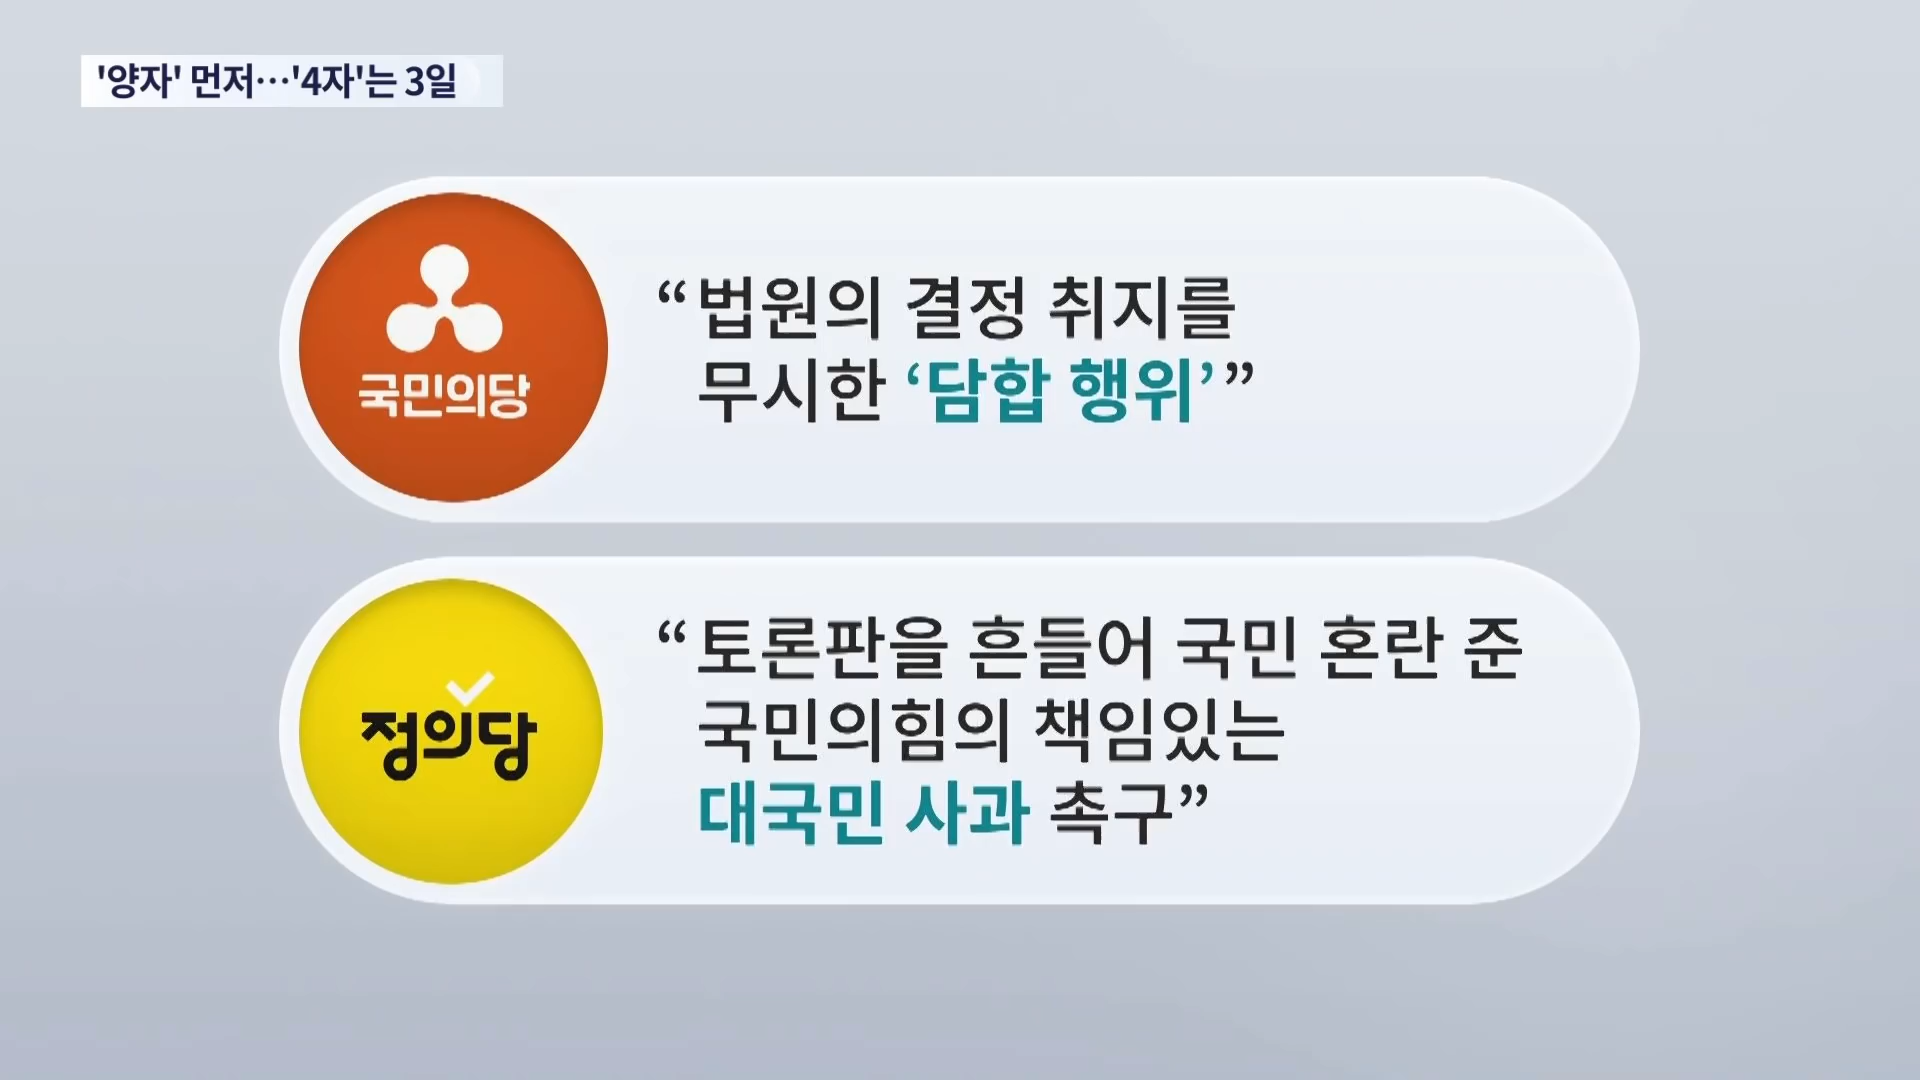 '양자' 먼저…'4자'는 3일
국민의당
“법원의 결정 취지를
무시한 ‘담합 행위’”
정의당
“토론판을 흔들어 국민 혼란 준
국민의힘의 책임있는
대국민 사과 촉구”